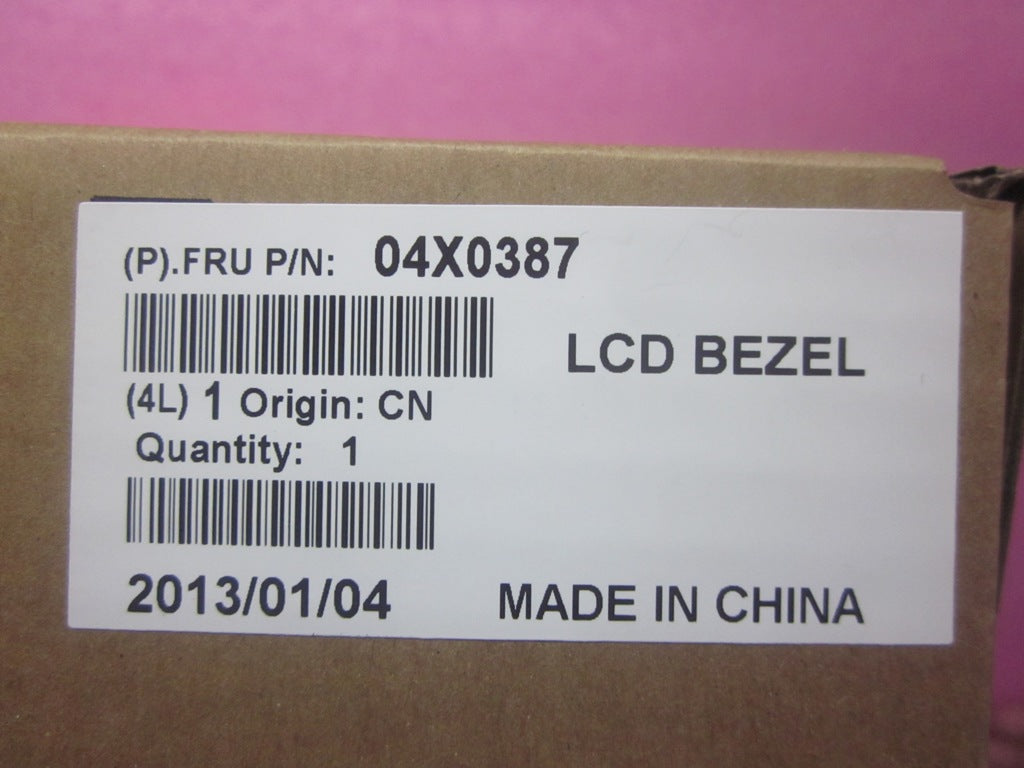 (P).FRU P/N: 04X0387
LCD BEZEL
(4L) 1 Origin: CN
Quantity: 1
2013/01/04 MADE IN CHINA